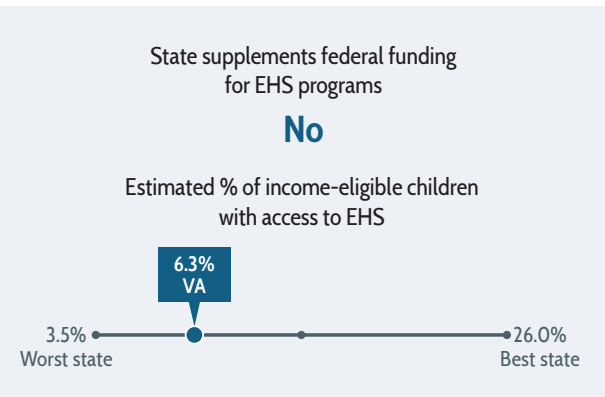 State supplements federal funding
for EHS programs
No
Estimated % of income-eligible children
with access to EHS
6.3%
VA
3.5%
26.0%
Worst state
Best state